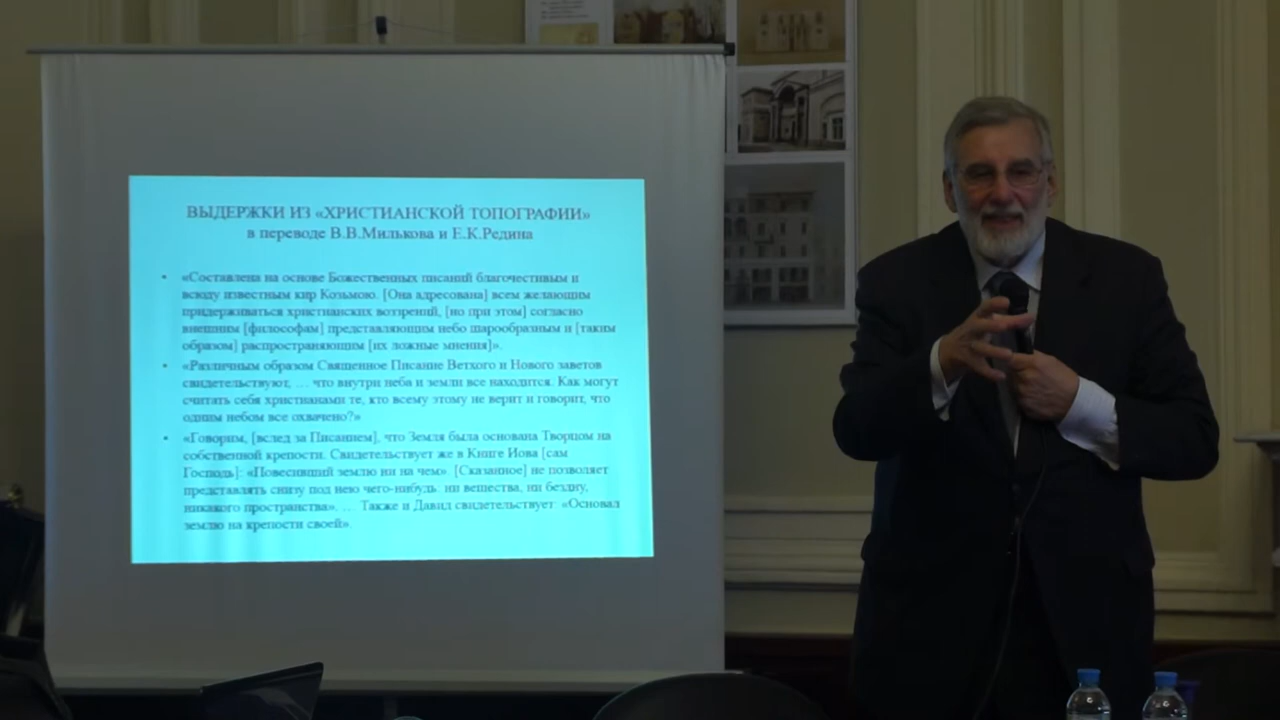 ВЫДЕРЖКИ ИЗ «ХРИСТИАНСКОЙ ТОПОГРАФИИ»
в переводе В.В.Милькова и Е.К.Редина
• «Составлена на основе Божественных писаний благочестивым и
всюду известным кир Козьмою. [Она адресована] всем желающим
придерживаться христианских воззрений, [но при этом] согласно
внешним [философам] представляющим небо шарообразным и [таким
образом] распространяющим [их ложные мнения]».
• «Различным образом Священное Писание Ветхого и Нового заветов
свидетельствуют, … что внутри неба и земли все находится. Как могут
считать себя христианами те, кто всему этому не верит и говорит, что
одним небом все охвачено?»
• «Говорим, [вслед за Писанием], что Земля была основана Творцом на
собственной крепости. Свидетельствует же в Книге Иова [сам
Господь]: «Повесивший землю ни на чем». [Сказанное] не позволяет
представлять снизу под нею чего-нибудь: ни вещества, ни бездну,
никакого пространства». … Также и Давид свидетельствует: «Основал
землю на крепости своей».